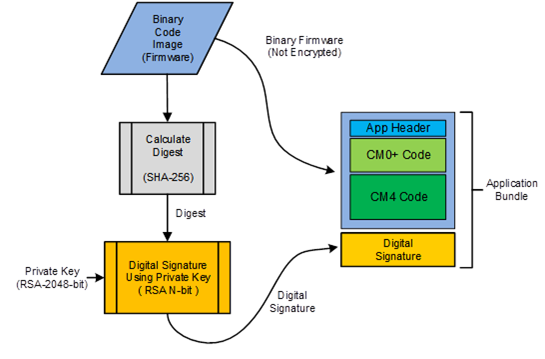 Binary
Code
Image
(Firmware)
Binary Firmware
(Not Encrypted)
Calculate
Digest
(SHA-256)
Digest
Private Key
(RSA-2048-bit)
Digital Signature
Using Private Key
( RSA N-bit )
Digital
Signature
App Header
CM0+ Code
CM4 Code
Digital
Signature
Application
Bundle